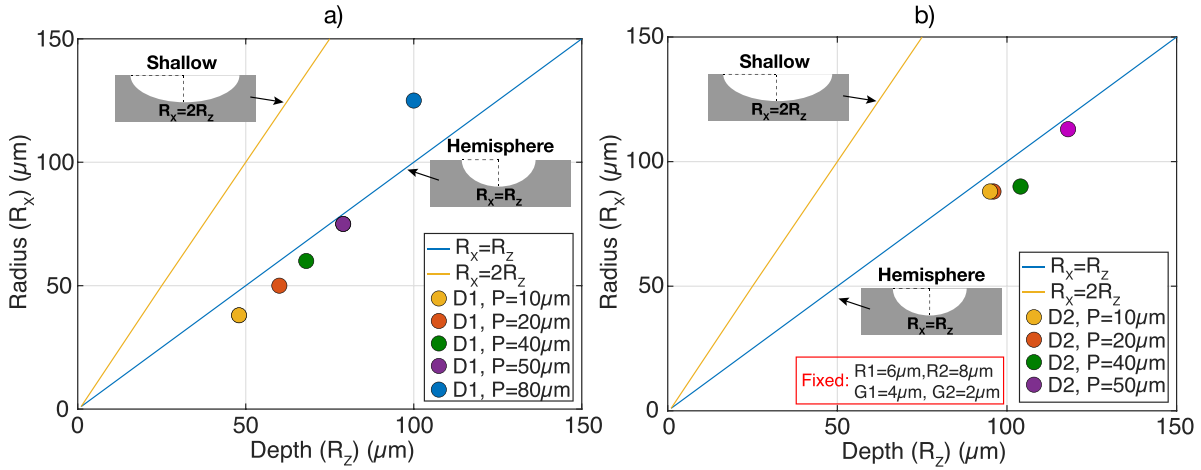 a)
150
100
50
0
Radius (R_X) (µm)
0
50
100
150
Depth (R_Z) (µm)
Shallow
R_X=2R_Z
Hemisphere
R_X=R_Z
R_X=R_Z
R_X=2R_Z
D1, P=10µm
D1, P=20µm
D1, P=40µm
D1, P=50µm
D1, P=80µm
b)
150
100
50
0
Radius (R_X) (µm)
0
50
100
150
Depth (R_Z) (µm)
Shallow
R_X=2R_Z
Hemisphere
R_X=R_Z
Fixed: R1=6µm,R2=8µm
G1=4µm, G2=2µm
R_X=R_Z
R_X=2R_Z
D2, P=10µm
D2, P=20µm
D2, P=40µm
D2, P=50µm